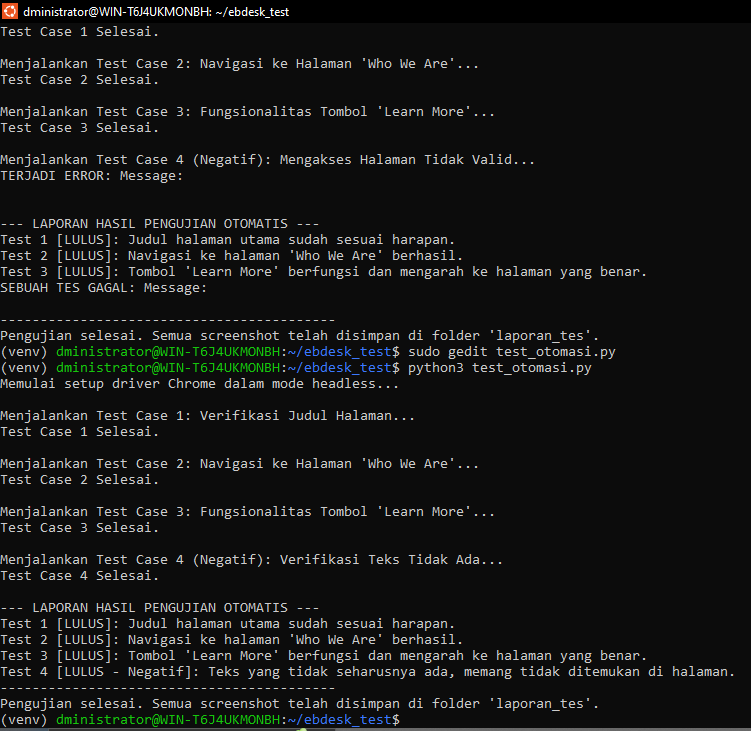 dministrator@WIN-T6J4UKMONBH: ~/ebdesk_test
Test Case 1 Selesai.
Menjalankan Test Case 2: Navigasi ke Halaman 'Who We Are'...
Test Case 2 Selesai.
Menjalankan Test Case 3: Fungsionalitas Tombol 'Learn More'...
Test Case 3 Selesai.
Menjalankan Test Case 4 (Negatif): Mengakses Halaman Tidak Valid...
TERJADI ERROR: Message:
--- LAPORAN HASIL PENGUJIAN OTOMATIS ---
Test 1 [LULUS]: Judul halaman utama sudah sesuai harapan.
Test 2 [LULUS]: Navigasi ke halaman 'Who We Are' berhasil.
Test 3 [LULUS]: Tombol 'Learn More' berfungsi dan mengarah ke halaman yang benar.
SEBUAH TES GAGAL: Message:
------------------------------------------
Pengujian selesai. Semua screenshot telah disimpan di folder 'laporan_tes'.
(venv) dministrator@WIN-T6J4UKMONBH:~/ebdesk_test$ sudo gedit test_otomasi.py
(venv) dministrator@WIN-T6J4UKMONBH:~/ebdesk_test$ python3 test_otomasi.py
Memulai setup driver Chrome dalam mode headless...
Menjalankan Test Case 1: Verifikasi Judul Halaman...
Test Case 1 Selesai.
Menjalankan Test Case 2: Navigasi ke Halaman 'Who We Are'...
Test Case 2 Selesai.
Menjalankan Test Case 3: Fungsionalitas Tombol 'Learn More'...
Test Case 3 Selesai.
Menjalankan Test Case 4 (Negatif): Verifikasi Teks Tidak Ada...
Test Case 4 Selesai.
--- LAPORAN HASIL PENGUJIAN OTOMATIS ---
Test 1 [LULUS]: Judul halaman utama sudah sesuai harapan.
Test 2 [LULUS]: Navigasi ke halaman 'Who We Are' berhasil.
Test 3 [LULUS]: Tombol 'Learn More' berfungsi dan mengarah ke halaman yang benar.
Test 4 [LULUS - Negatif]: Teks yang tidak seharusnya ada, memang tidak ditemukan di halaman.
------------------------------------------
Pengujian selesai. Semua screenshot telah disimpan di folder 'laporan_tes'.
(venv) dministrator@WIN-T6J4UKMONBH:~/ebdesk_test$